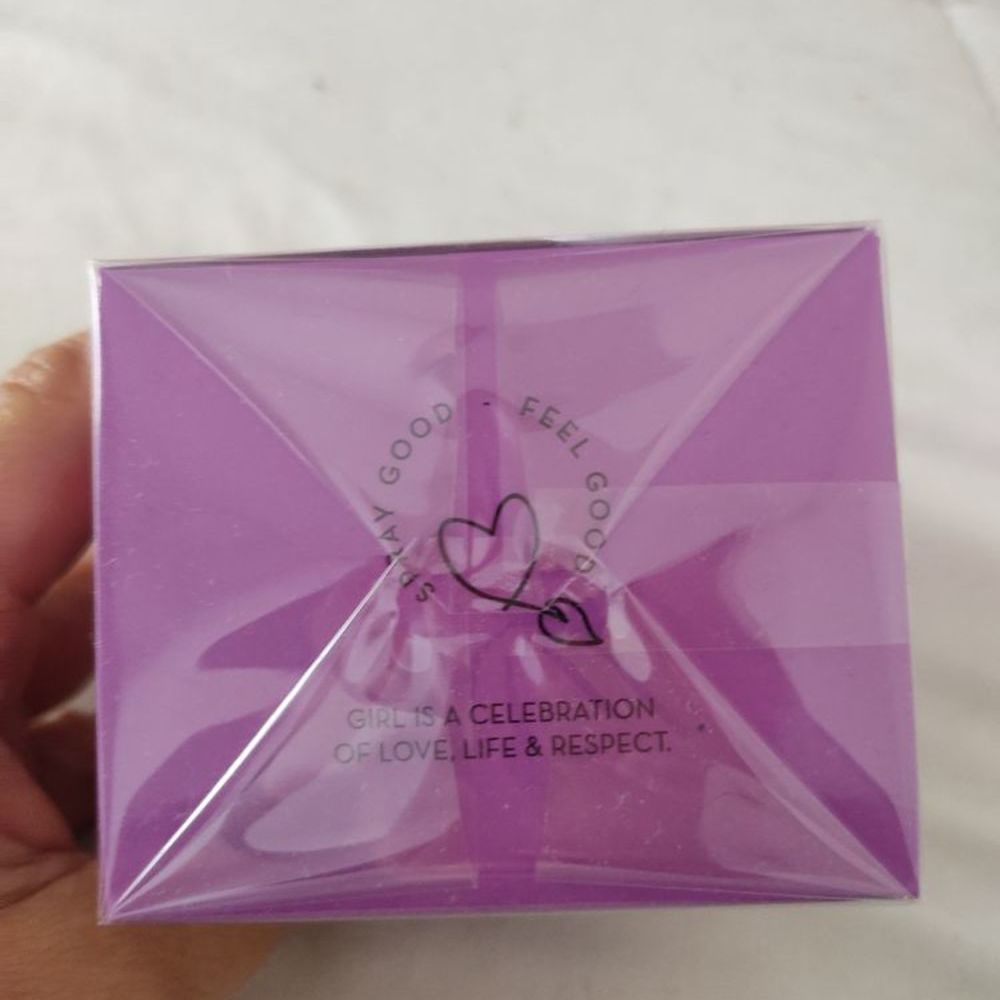 SPRAY GOOD · FEEL GOOD
GIRL IS A CELEBRATION
OF LOVE, LIFE & RESPECT.